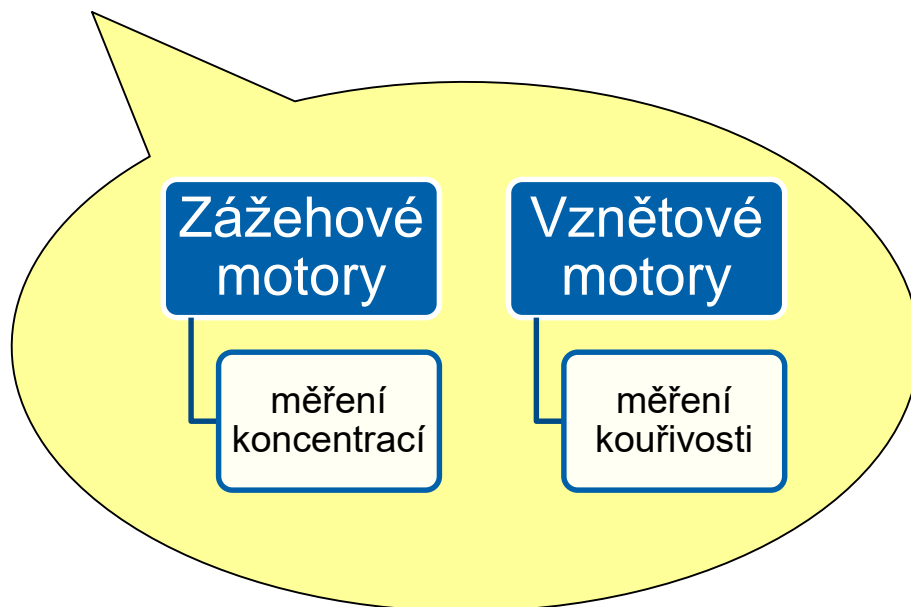 Zážehové
motory
měření
koncentrací
Vznětové
motory
měření
kouřivosti